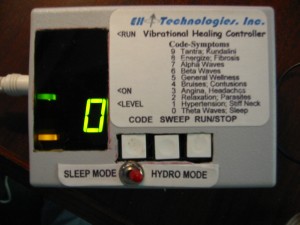 Technologies, Inc.
<RUN Vibrational Healing Controller
Code-Symptoms
9 Tantra; Kundalini
8 Energize; Fibrosis
7 Alpha Waves
6 Beta Waves
5 General Wellness
4 Bruises; Contusions
<ON 3 Angina, Headachcs
2 Relaxation; Parasites
<LEVEL 1 Hypertension; Stiff Neck
0 Theta Waves; Sleep
0
CODE SWEEP RUN/STOP
SLEEP MODE HYDRO MODE